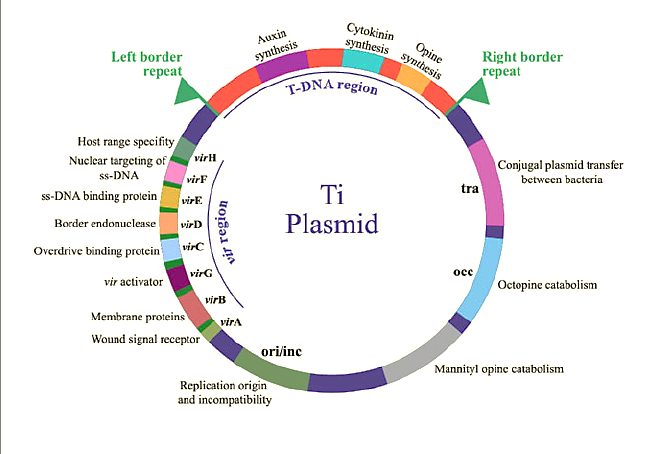 Auxin
synthesis
Cytokinin
synthesis
Opine
synthesis
Left border
repeat
Right border
repeat
T-DNA region
Host range specifity
virH
Nuclear targeting of
ss-DNA
virF
ss-DNA binding protein
virE
Border endonuclease
virD
Overdrive binding protein
virC
vir activator
virG
Membrane proteins
virB
Wound signal receptor
virA
vir region
Ti
Plasmid
tra
Conjugal plasmid transfer
between bacteria
occ
Octopine catabolism
Mannityl opine catabolism
ori/inc
Replication origin
and incompatibility